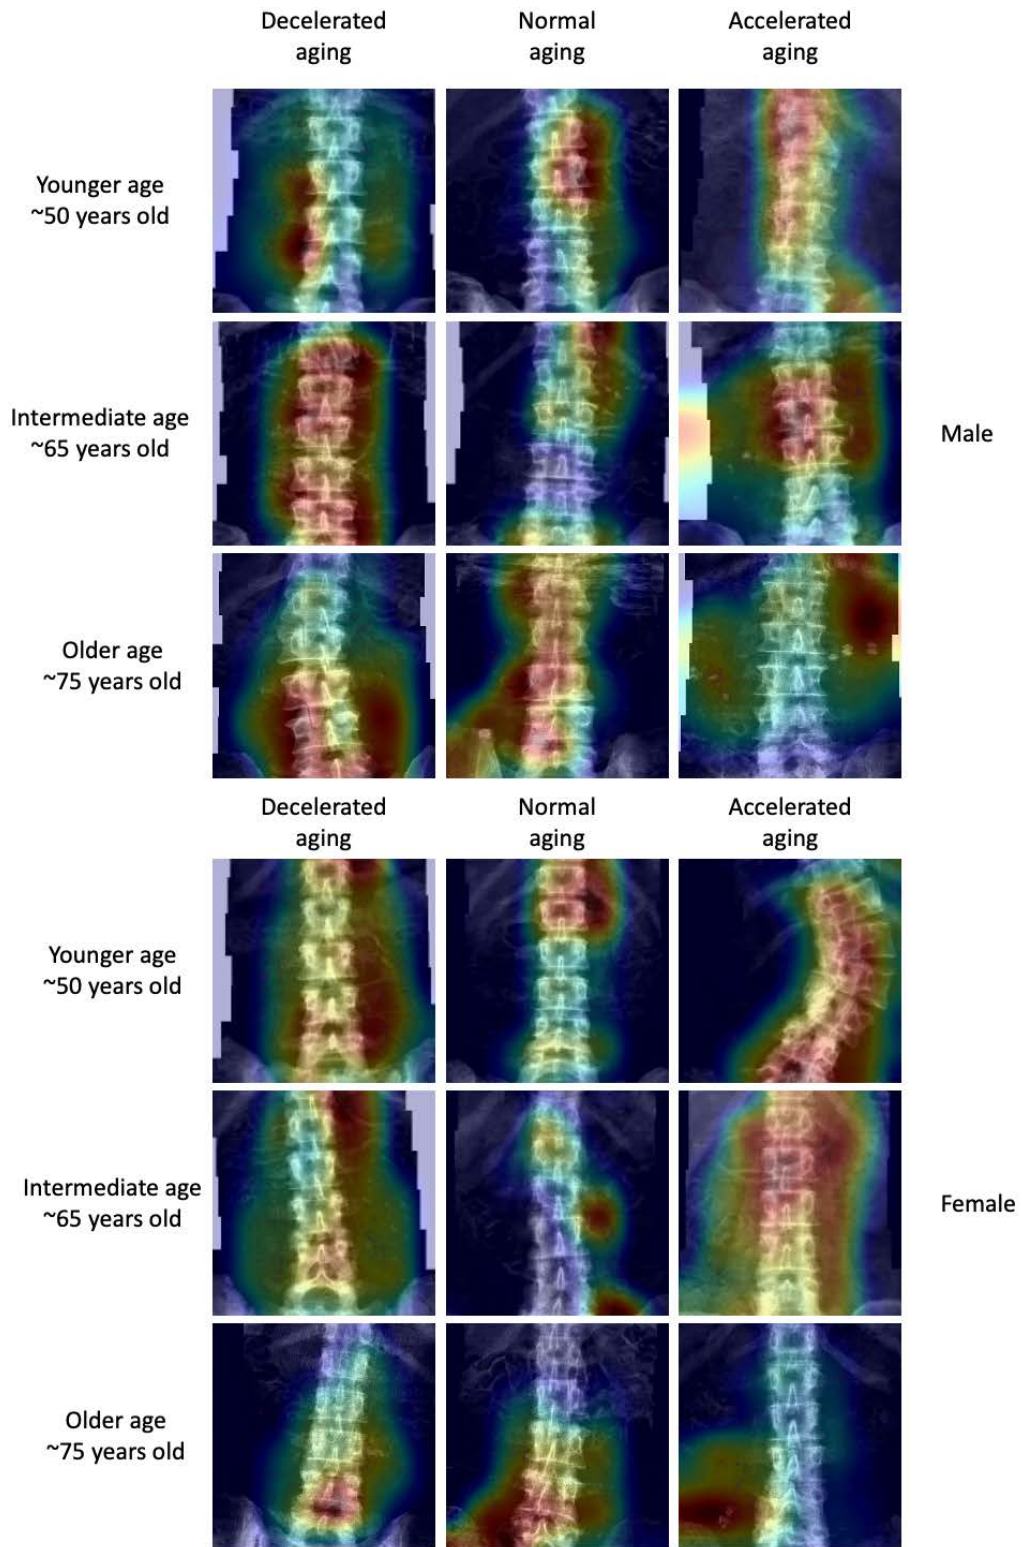 Decelerated
aging
Normal
aging
Accelerated
aging
Younger age
~50 years old
Intermediate age
~65 years old
Male
Older age
~75 years old
Decelerated
aging
Normal
aging
Accelerated
aging
Younger age
~50 years old
Intermediate age
~65 years old
Female
Older age
~75 years old